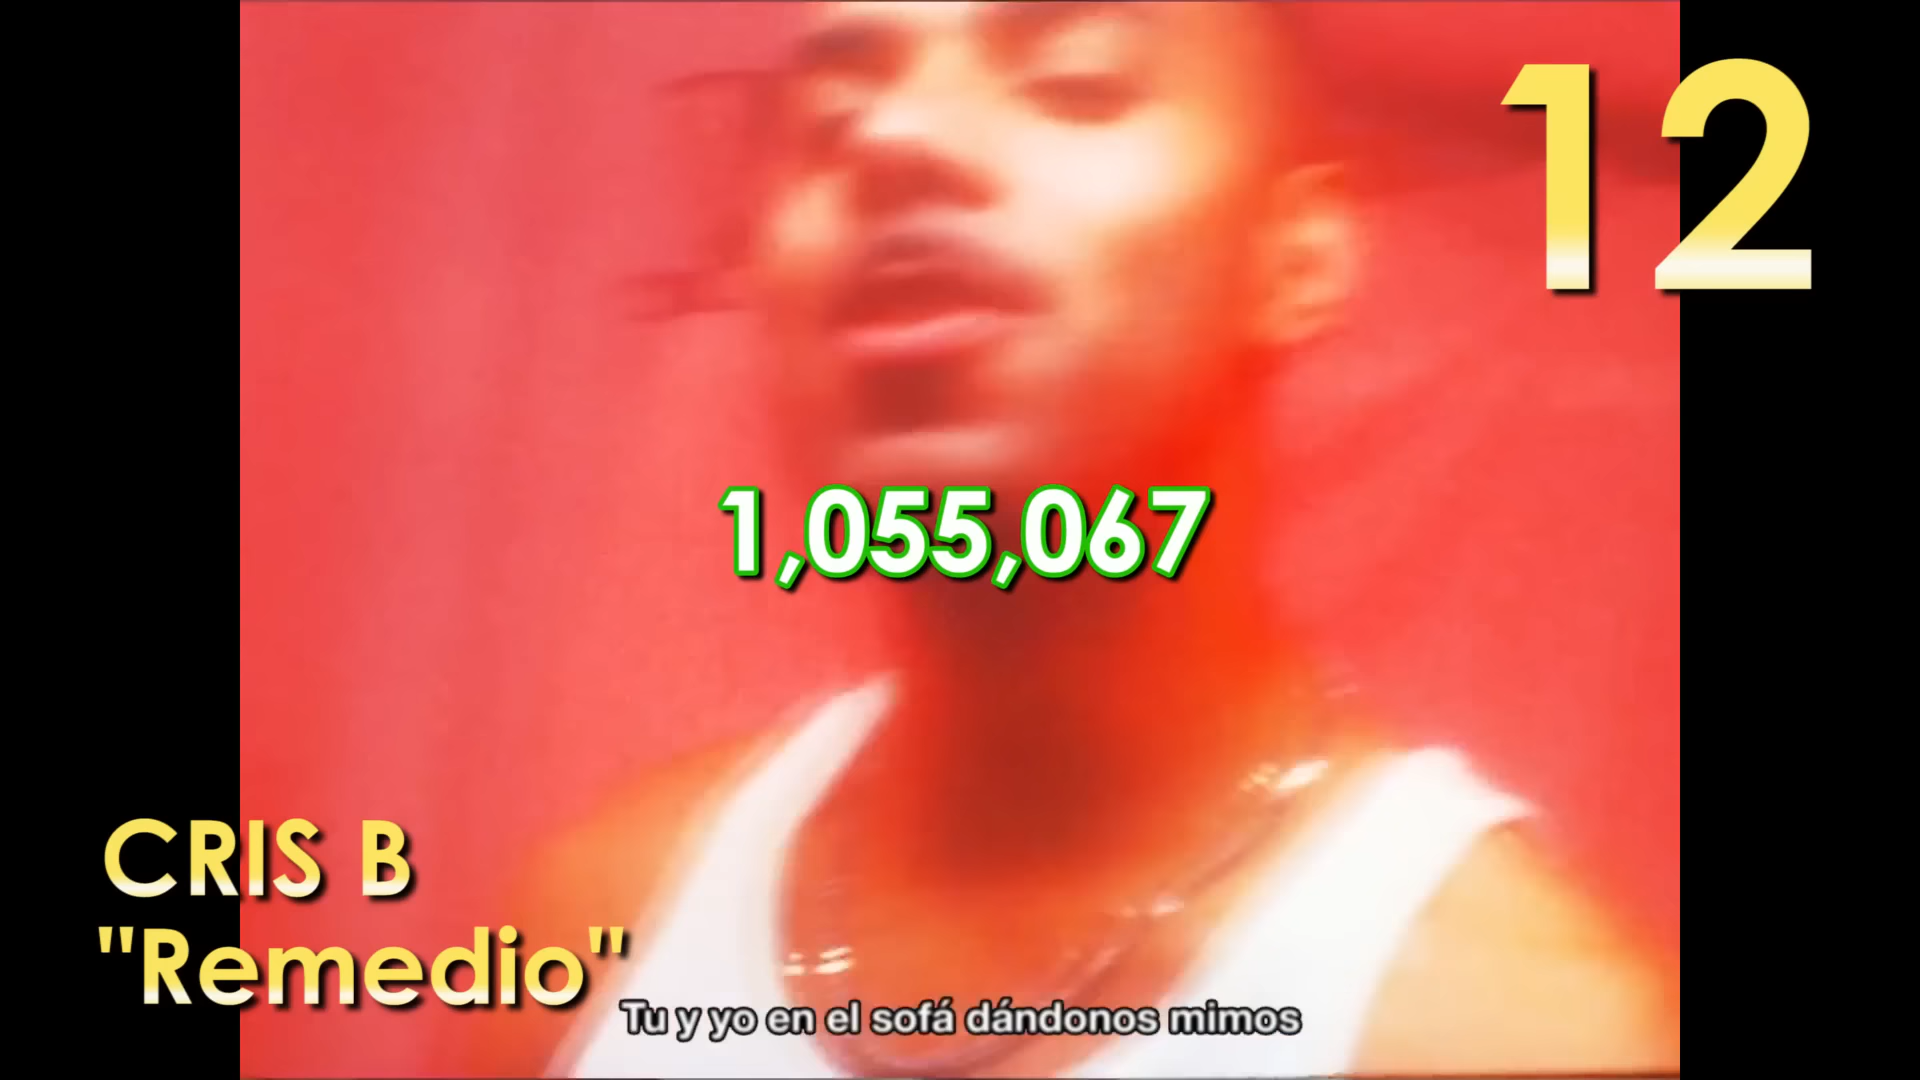 12
1,055,067
CRIS B
"Remedio"
Tu y yo en el sofá dándonos mimos